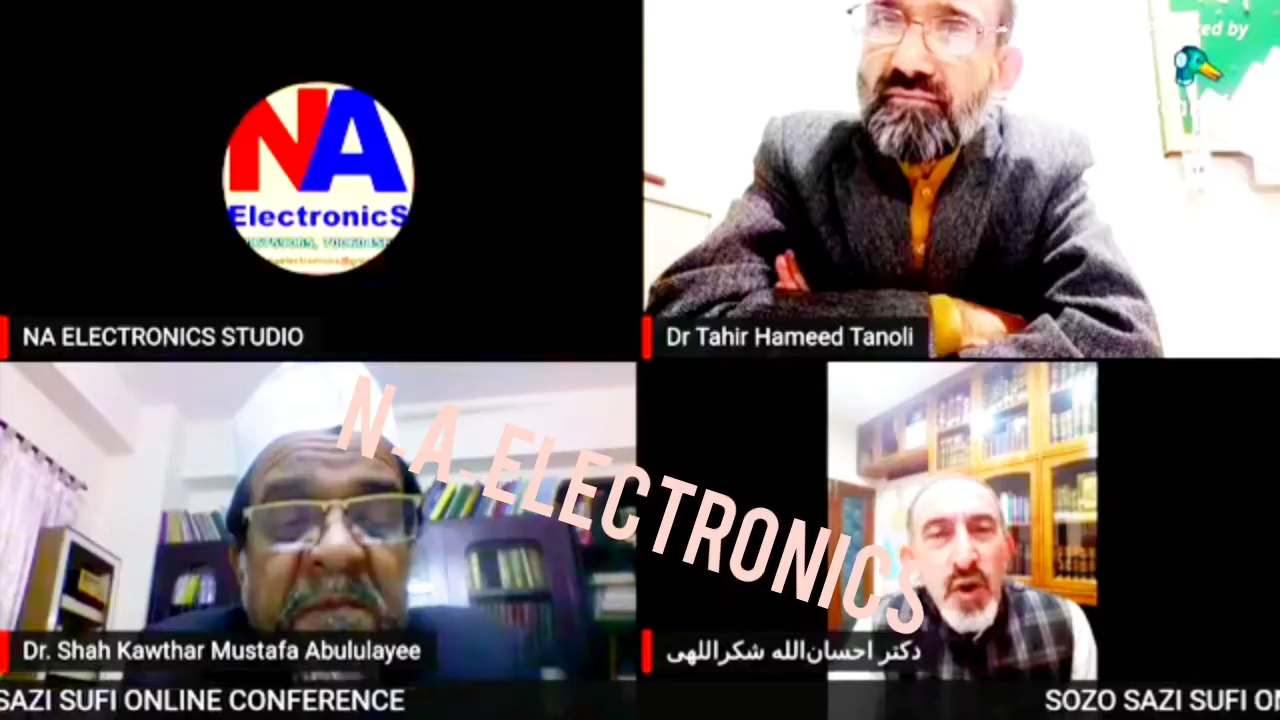 NA
ElectronicS
ed by
NA ELECTRONICS STUDIO
Dr Tahir Hameed Tanoli
N.A.ELECTRONICS
Dr. Shah Kawthar Mustafa Abululayee
دکتر احسان‌الله شکراللهی
SAZI SUFI ONLINE CONFERENCE
SOZO SAZI SUFI ON